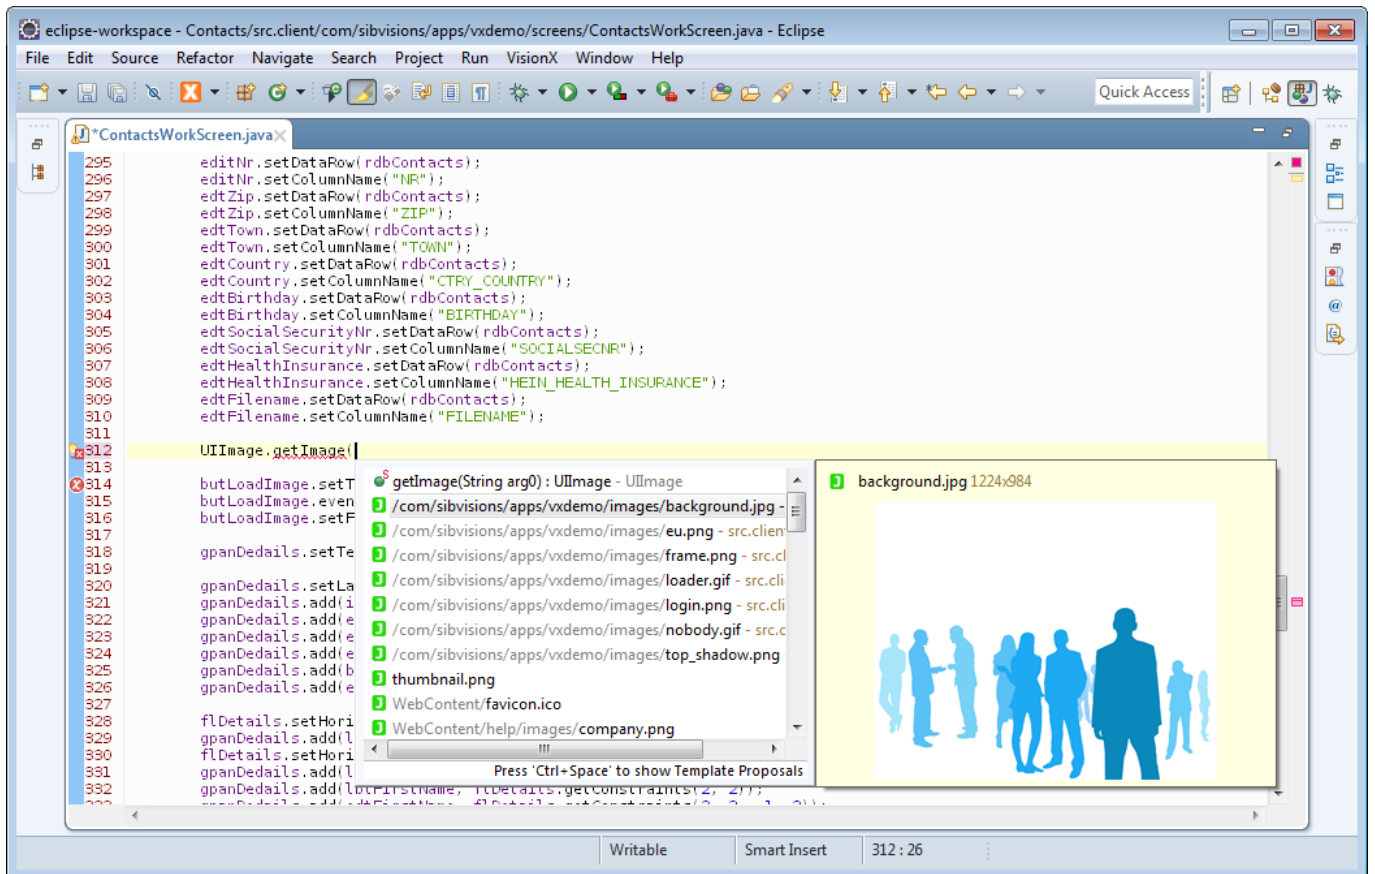 eclipse-workspace - Contacts/src.client/com/sibvisions/apps/vxdemo/screens/ContactsWorkScreen.java - Eclipse
File Edit Source Refactor Navigate Search Project Run VisionX Window Help
Quick Access
*ContactsWorkScreen.java
295 editNr.setDataRow(rdbContacts);
296 editNr.setColumnName("NR");
297 edtZip.setDataRow(rdbContacts);
298 edtZip.setColumnName("ZIP");
299 edtTown.setDataRow(rdbContacts);
300 edtTown.setColumnName("TOWN");
301 edtCountry.setDataRow(rdbContacts);
302 edtCountry.setColumnName("CTRY_COUNTRY");
303 edtBirthday.setDataRow(rdbContacts);
304 edtBirthday.setColumnName("BIRTHDAY");
305 edtSocialSecurityNr.setDataRow(rdbContacts);
306 edtSocialSecurityNr.setColumnName("SOCIALSECNR");
307 edtHealthInsurance.setDataRow(rdbContacts);
308 edtHealthInsurance.setColumnName("HEIN_HEALTH_INSURANCE");
309 edtFilename.setDataRow(rdbContacts);
310 edtFilename.setColumnName("FILENAME");
311
312 UIImage.getImage(
313
314 butLoadImage.setT
315 butLoadImage.even
316 butLoadImage.setF
317
318 gpanDedails.setTe
319
320 gpanDedails.setLa
321 gpanDedails.add(i
322 gpanDedails.add(e
323 gpanDedails.add(e
324 gpanDedails.add(e
325 gpanDedails.add(b
326 gpanDedails.add(e
327
328 flDetails.setHori
329 gpanDedails.add(l
330 flDetails.setHori
331 gpanDedails.add(l
332 gpanDedails.add(lblFirstName, flDetails.getConstraints(2, 2));
getImage(String arg0) : UIImage - UIImage
/com/sibvisions/apps/vxdemo/images/background.jpg -
/com/sibvisions/apps/vxdemo/images/eu.png - src.clien
/com/sibvisions/apps/vxdemo/images/frame.png - src.cl
/com/sibvisions/apps/vxdemo/images/loader.gif - src.cli
/com/sibvisions/apps/vxdemo/images/login.png - src.cli
/com/sibvisions/apps/vxdemo/images/nobody.gif - src.c
/com/sibvisions/apps/vxdemo/images/top_shadow.png
thumbnail.png
WebContent/favicon.ico
WebContent/help/images/company.png
Press 'Ctrl+Space' to show Template Proposals
background.jpg 1224x984
Writable Smart Insert 312 : 26